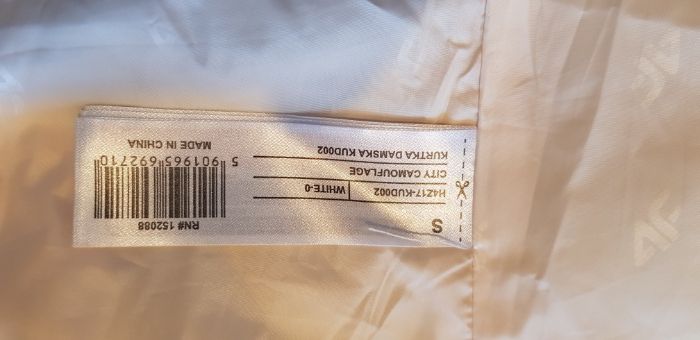 S
H4Z17-KUD002 WHITE-0
CITY CAMOUFLAGE
KURTKA DAMSKA KUD002
RN# 152088
5 901965 692710
MADE IN CHINA